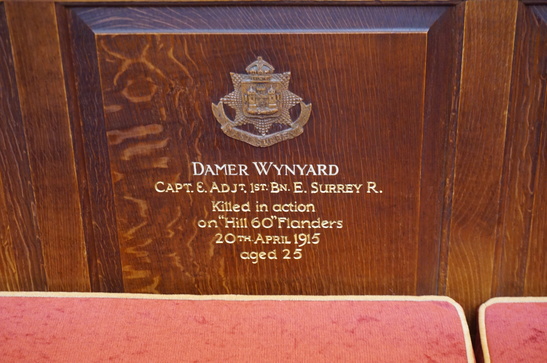 DAMER WYNYARD
CAPT. & ADJT. 1ST. BN. E. SURREY R.
Killed in action
on "Hill 60" Flanders
20TH APRIL 1915
aged 25